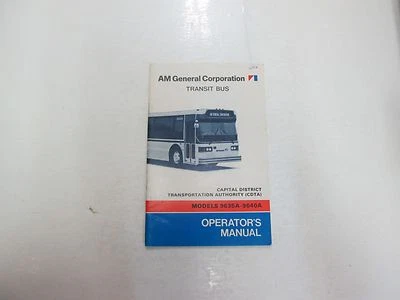 AM General Corporation
TRANSIT BUS
CAPITAL DISTRICT
TRANSPORTATION AUTHORITY (CDTA)
MODELS 9635A-9640A
OPERATOR'S
MANUAL